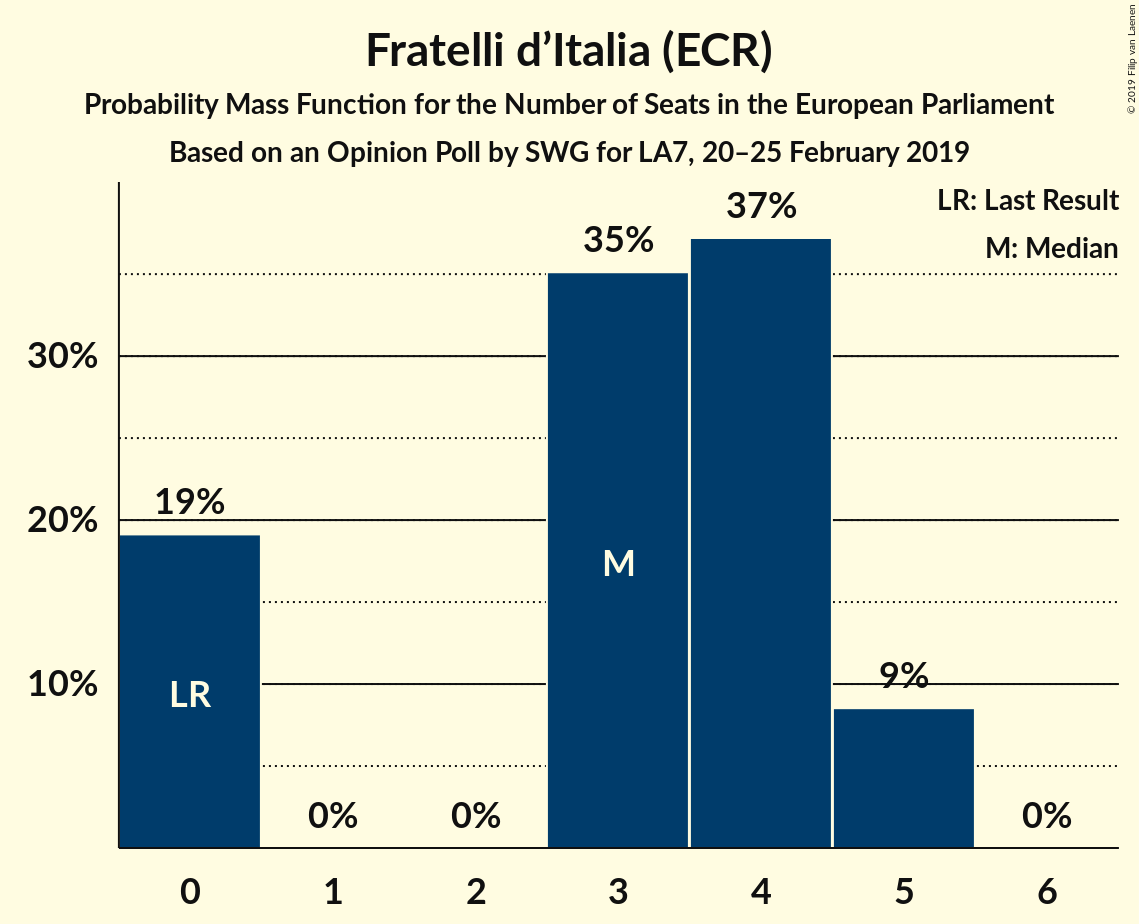 Fratelli d’Italia (ECR)
Probability Mass Function for the Number of Seats in the European Parliament
Based on an Opinion Poll by SWG for LA7, 20–25 February 2019
© 2019 Filip van Laenen
LR: Last Result
M: Median
37%
35%
30%
19%
20%
M
10%
LR
9%
0%
0%
0%
0 1 2 3 4 5 6